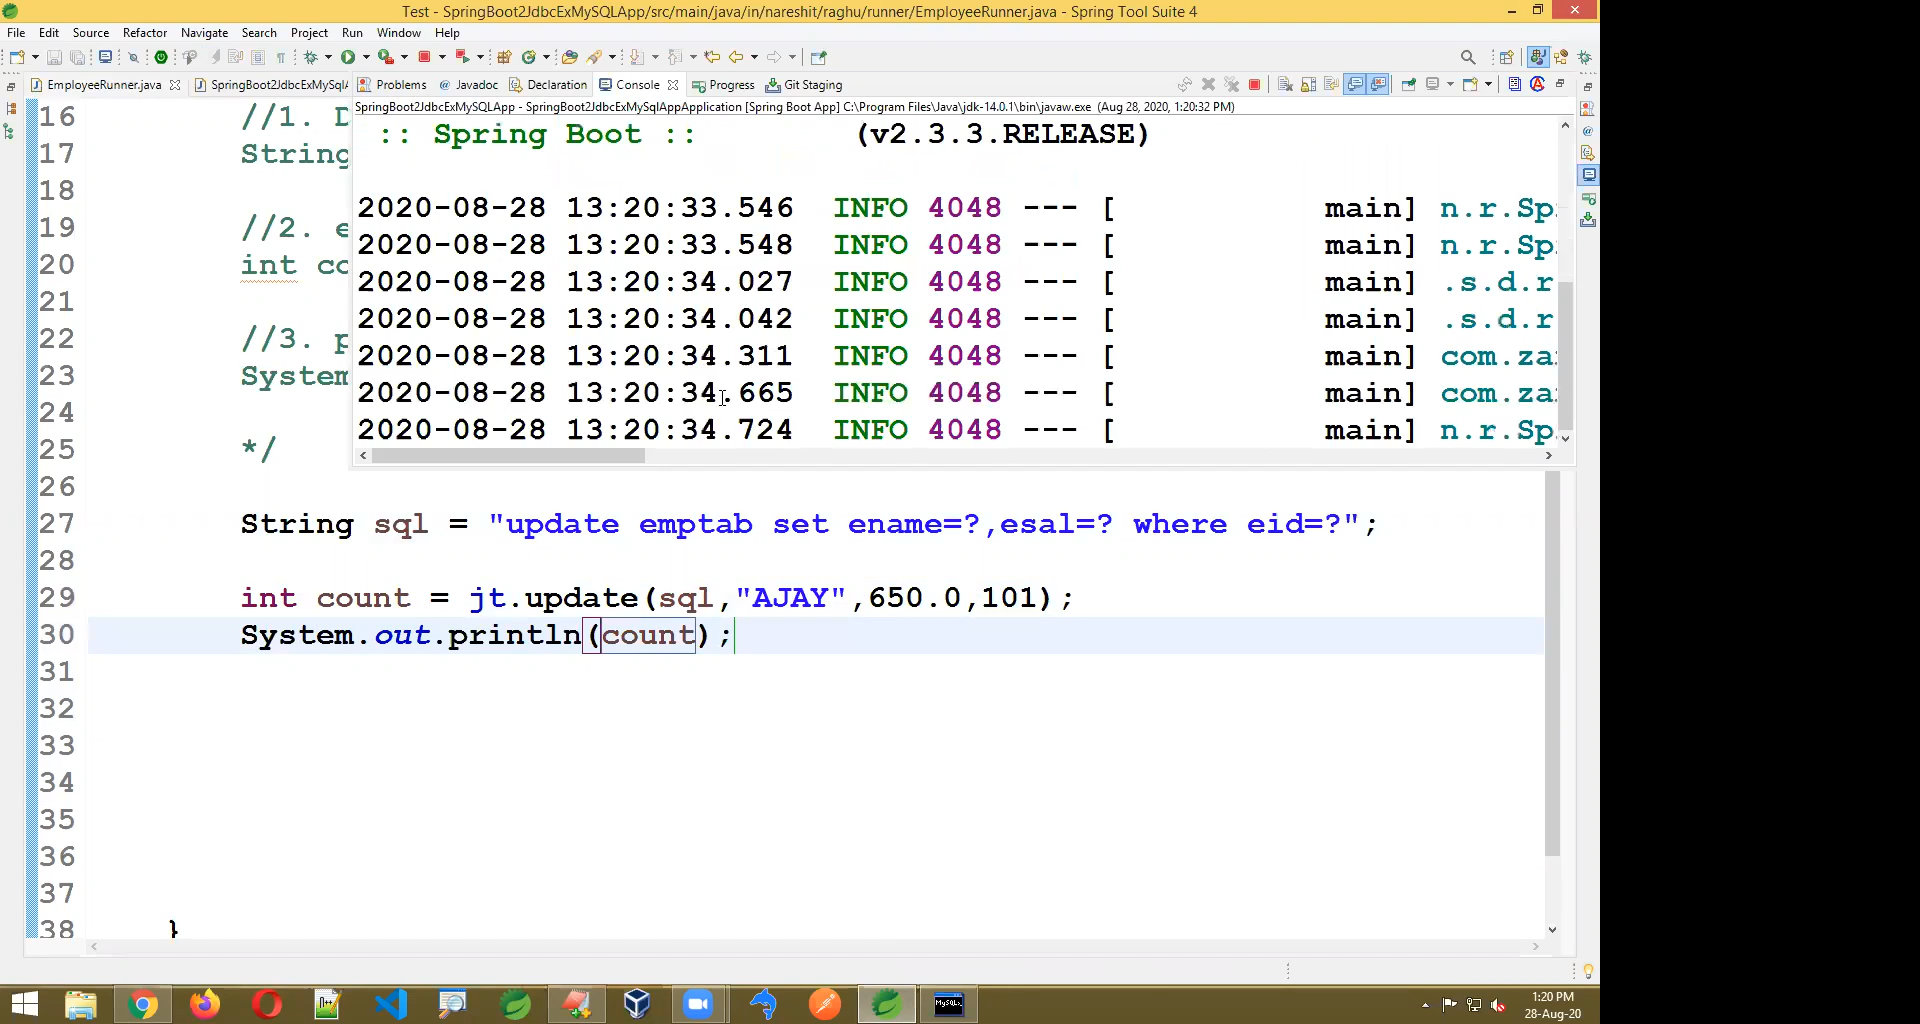 Test - SpringBoot2JdbcExMySQLApp/src/main/java/in/nareshit/raghu/runner/EmployeeRunner.java - Spring Tool Suite 4
File Edit Source Refactor Navigate Search Project Run Window Help
EmployeeRunner.java SpringBoot2JdbcExMySqlA Problems @ Javadoc Declaration Console Progress Git Staging
SpringBoot2JdbcExMySQLApp - SpringBoot2JdbcExMySqlAppApplication [Spring Boot App] C:\Program Files\Java\jdk-14.0.1\bin\javaw.exe (Aug 28, 2020, 1:20:32 PM)
:: Spring Boot :: (v2.3.3.RELEASE)
2020-08-28 13:20:33.546 INFO 4048 --- [ main] n.r.Sp
2020-08-28 13:20:33.548 INFO 4048 --- [ main] n.r.Sp
2020-08-28 13:20:34.027 INFO 4048 --- [ main] .s.d.r
2020-08-28 13:20:34.042 INFO 4048 --- [ main] .s.d.r
2020-08-28 13:20:34.311 INFO 4048 --- [ main] com.za
2020-08-28 13:20:34.665 INFO 4048 --- [ main] com.za
2020-08-28 13:20:34.724 INFO 4048 --- [ main] n.r.Sp
16 //1. D
17 String
18
19 //2. e
20 int co
21
22 //3. p
23 System
24
25 */
26
27 String sql = "update emptab set ename=?,esal=? where eid=?";
28
29 int count = jt.update(sql,"AJAY",650.0,101);
30 System.out.println(count);
31
32
33
34
35
36
37
38 }
MySQL
1:20 PM
28-Aug-20